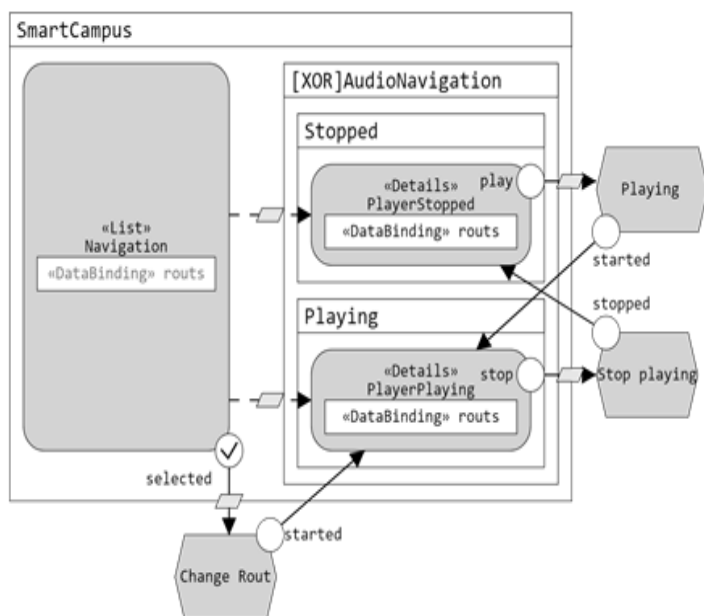 SmartCampus
[XOR]AudioNavigation
Stopped
«Details»
PlayerStopped
«DataBinding» routs
play
Playing
started
«List»
Navigation
«DataBinding» routs
stopped
Playing
«Details»
PlayerPlaying
«DataBinding» routs
stop
Stop playing
selected
started
Change Rout